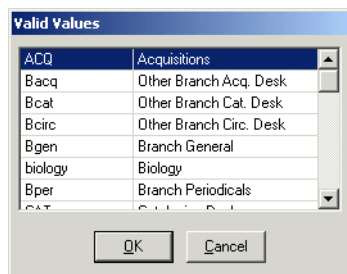 Valid Values
ACQ Acquisitions
Bacq Other Branch Acq. Desk
Bcat Other Branch Cat. Desk
Bcirc Other Branch Circ. Desk
Bgen Branch General
biology Biology
Bper Branch Periodicals
OK Cancel